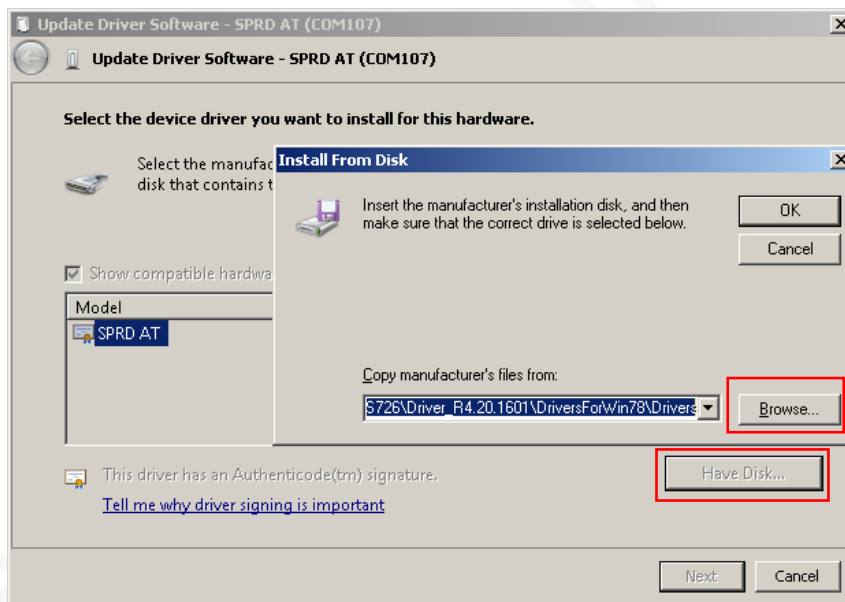 Update Driver Software - SPRD AT (COM107)
Update Driver Software - SPRD AT (COM107)
Select the device driver you want to install for this hardware.
Select the manufac
disk that contains t
Install From Disk
Insert the manufacturer's installation disk, and then
make sure that the correct drive is selected below.
OK
Cancel
Show compatible hardwa
Model
SPRD AT
Copy manufacturer's files from:
S726\Driver_R4.20.1601\DriversForWin78\Drivers
Browse...
This driver has an Authenticode(tm) signature.
Have Disk...
Tell me why driver signing is important
Next
Cancel